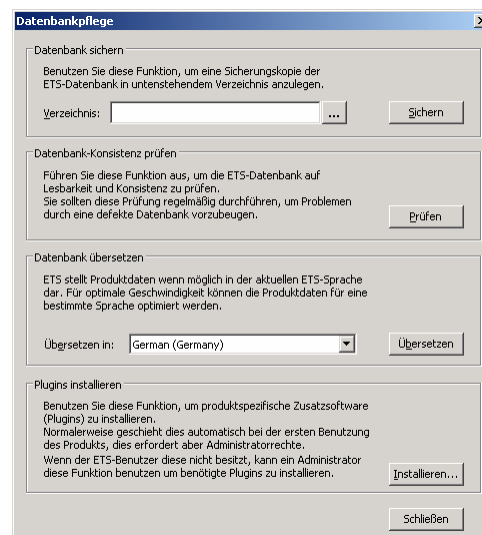 Datenbankpflege
Datenbank sichern
Benutzen Sie diese Funktion, um eine Sicherungskopie der
ETS-Datenbank in untenstehendem Verzeichnis anzulegen.
Verzeichnis:
...
Sichern
Datenbank-Konsistenz prüfen
Führen Sie diese Funktion aus, um die ETS-Datenbank auf
Lesbarkeit und Konsistenz zu prüfen.
Sie sollten diese Prüfung regelmäßig durchführen, um Problemen
durch eine defekte Datenbank vorzubeugen.
Prüfen
Datenbank übersetzen
ETS stellt Produktdaten wenn möglich in der aktuellen ETS-Sprache
dar. Für optimale Geschwindigkeit können die Produktdaten für eine
bestimmte Sprache optimiert werden.
Übersetzen in:
German (Germany)
Übersetzen
Plugins installieren
Benutzen Sie diese Funktion, um produktspezifische Zusatzsoftware
(Plugins) zu installieren.
Normalerweise geschieht dies automatisch bei der ersten Benutzung
des Produkts, dies erfordert aber Administratorrechte.
Wenn der ETS-Benutzer diese nicht besitzt, kann ein Administrator
diese Funktion benutzen um benötigte Plugins zu installieren.
Installieren...
Schließen